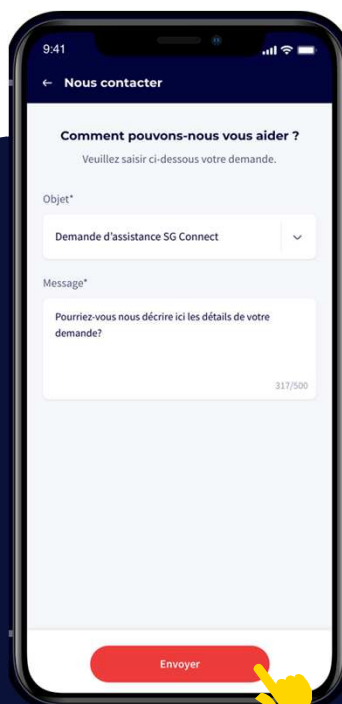 9:41
← Nous contacter
Comment pouvons-nous vous aider ?
Veuillez saisir ci-dessous votre demande.
Objet*
Demande d'assistance SG Connect
Message*
Pourriez-vous nous décrire ici les détails de votre
demande?
317/500
Envoyer